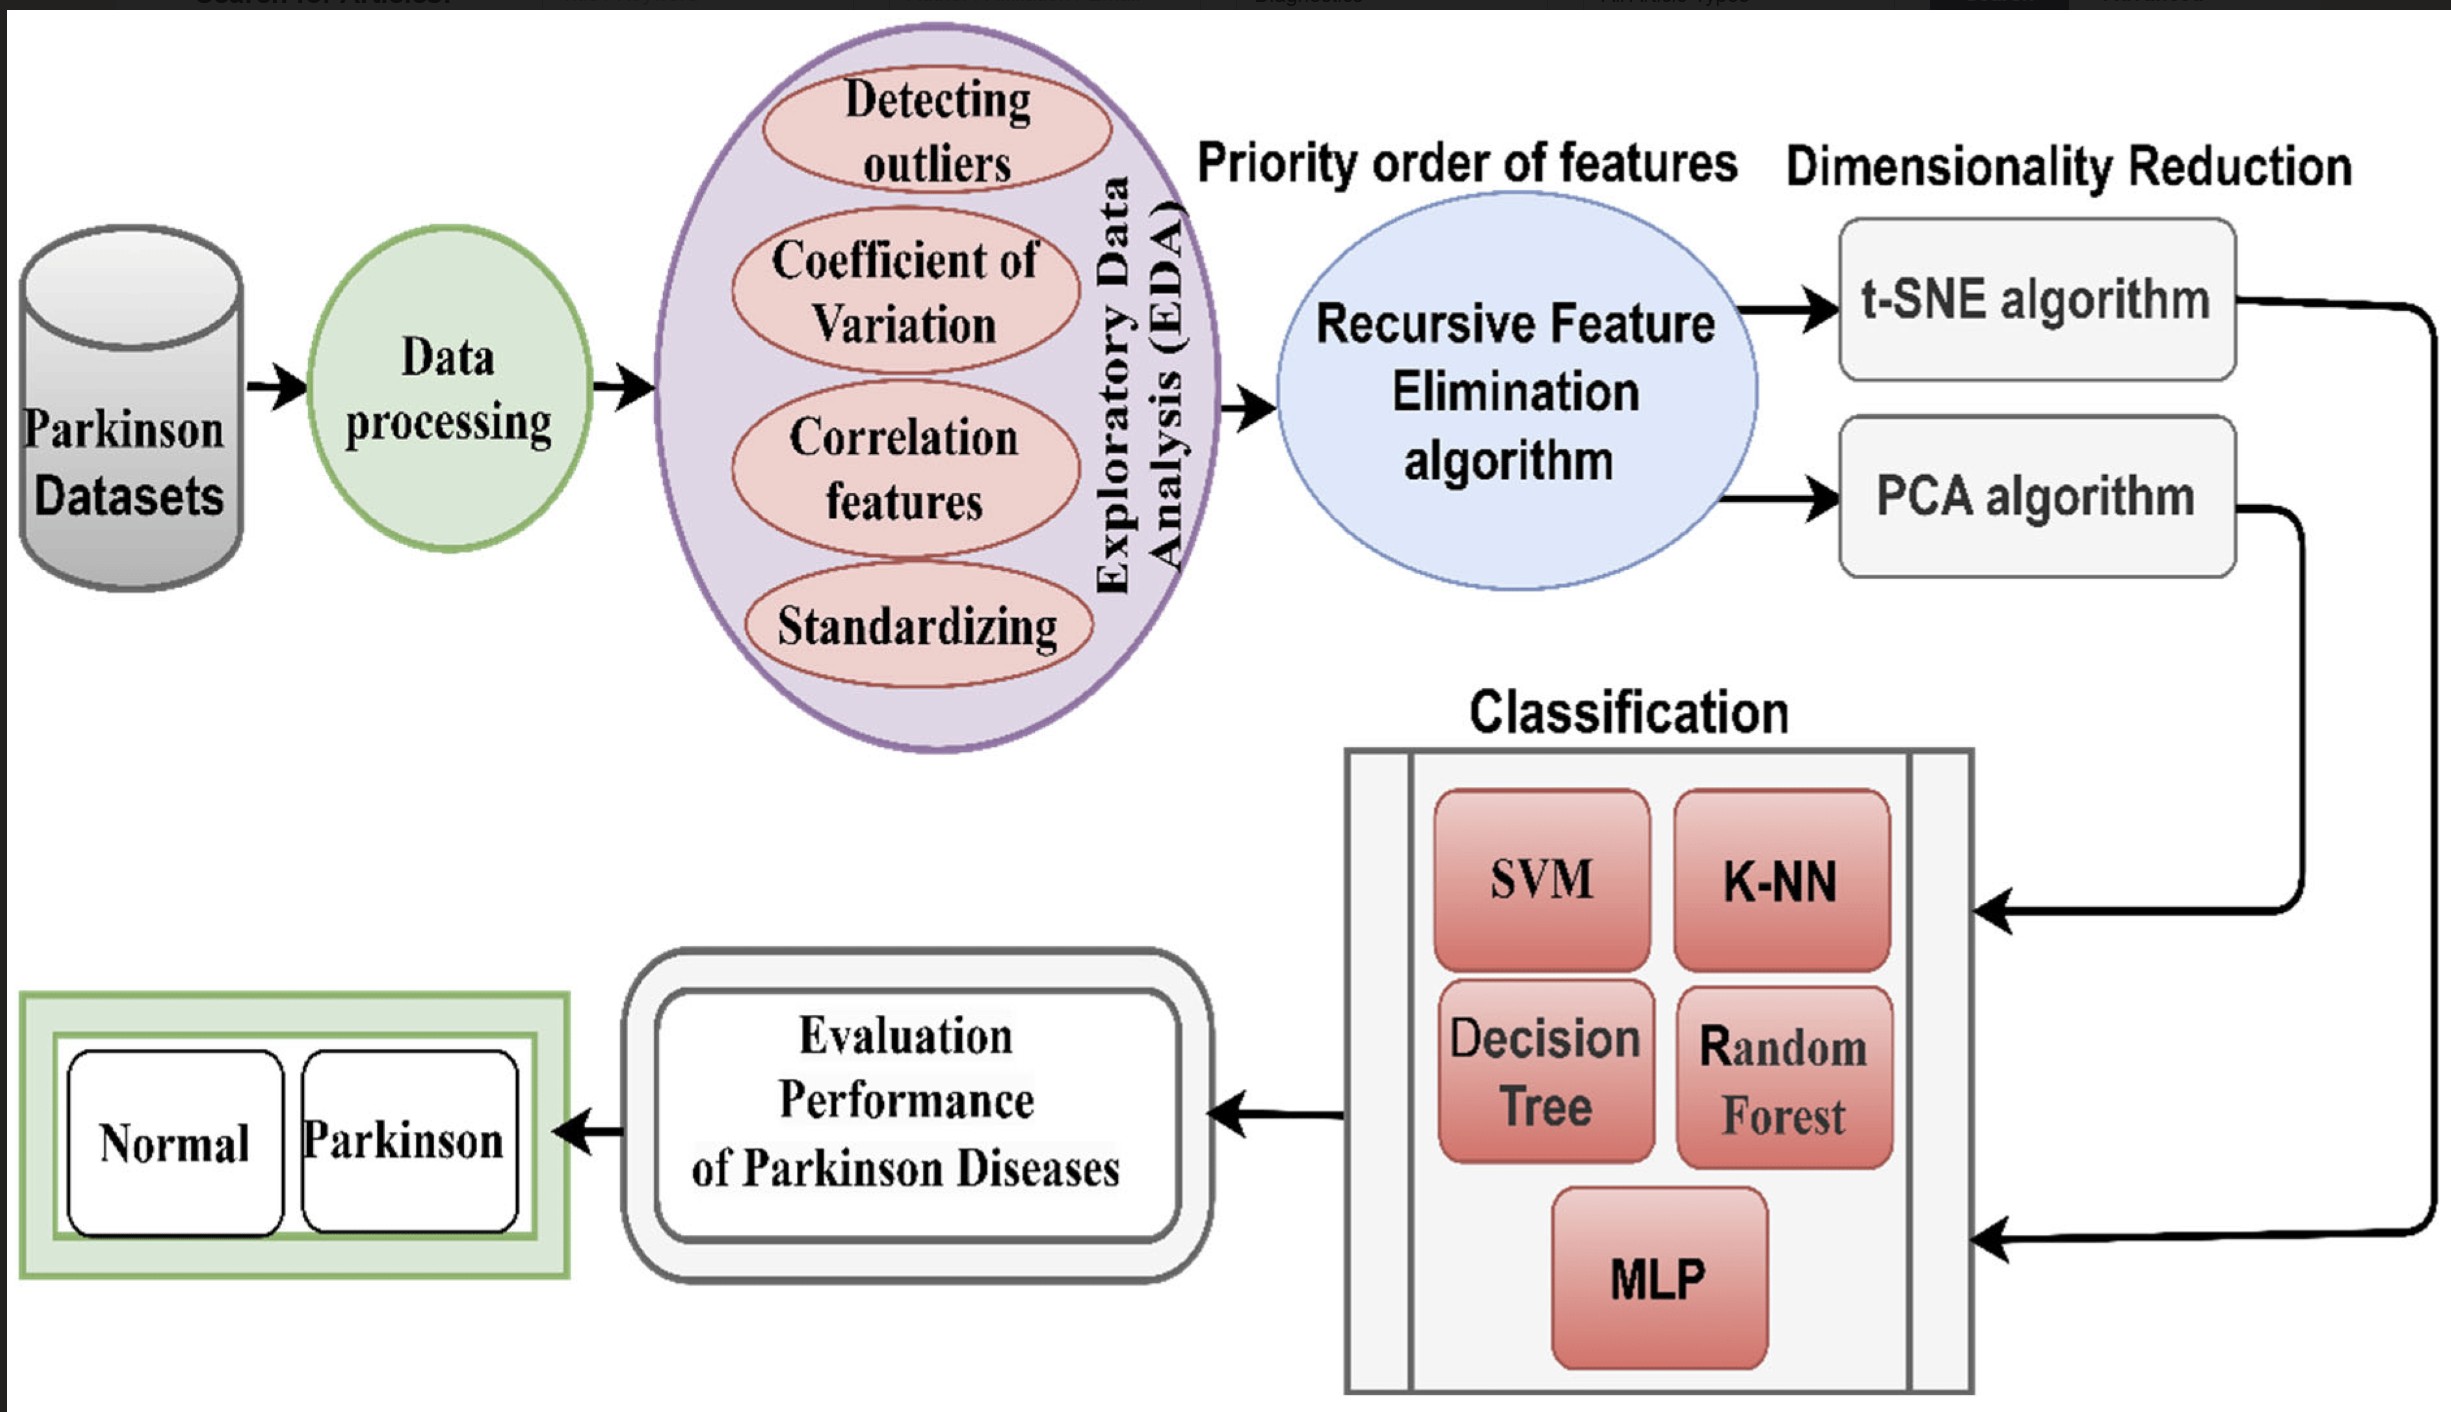 Parkinson
Datasets
Data
processing
Detecting
outliers
Coefficient of
Variation
Correlation
features
Standardizing
Exploratory Data
Analysis (EDA)
Priority order of features
Recursive Feature
Elimination
algorithm
Dimensionality Reduction
t-SNE algorithm
PCA algorithm
Classification
SVM
K-NN
Decision
Tree
Random
Forest
MLP
Evaluation
Performance
of Parkinson Diseases
Normal
Parkinson